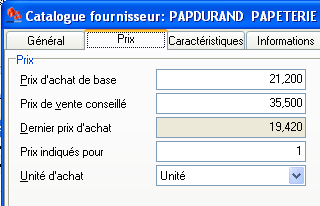 Catalogue fournisseur: PAPDURAND PAPETERIE
Général Prix Caractéristiques Informations
Prix
Prix d'achat de base 21,200
Prix de vente conseillé 35,500
Dernier prix d'achat 19,420
Prix indiqués pour 1
Unité d'achat Unité